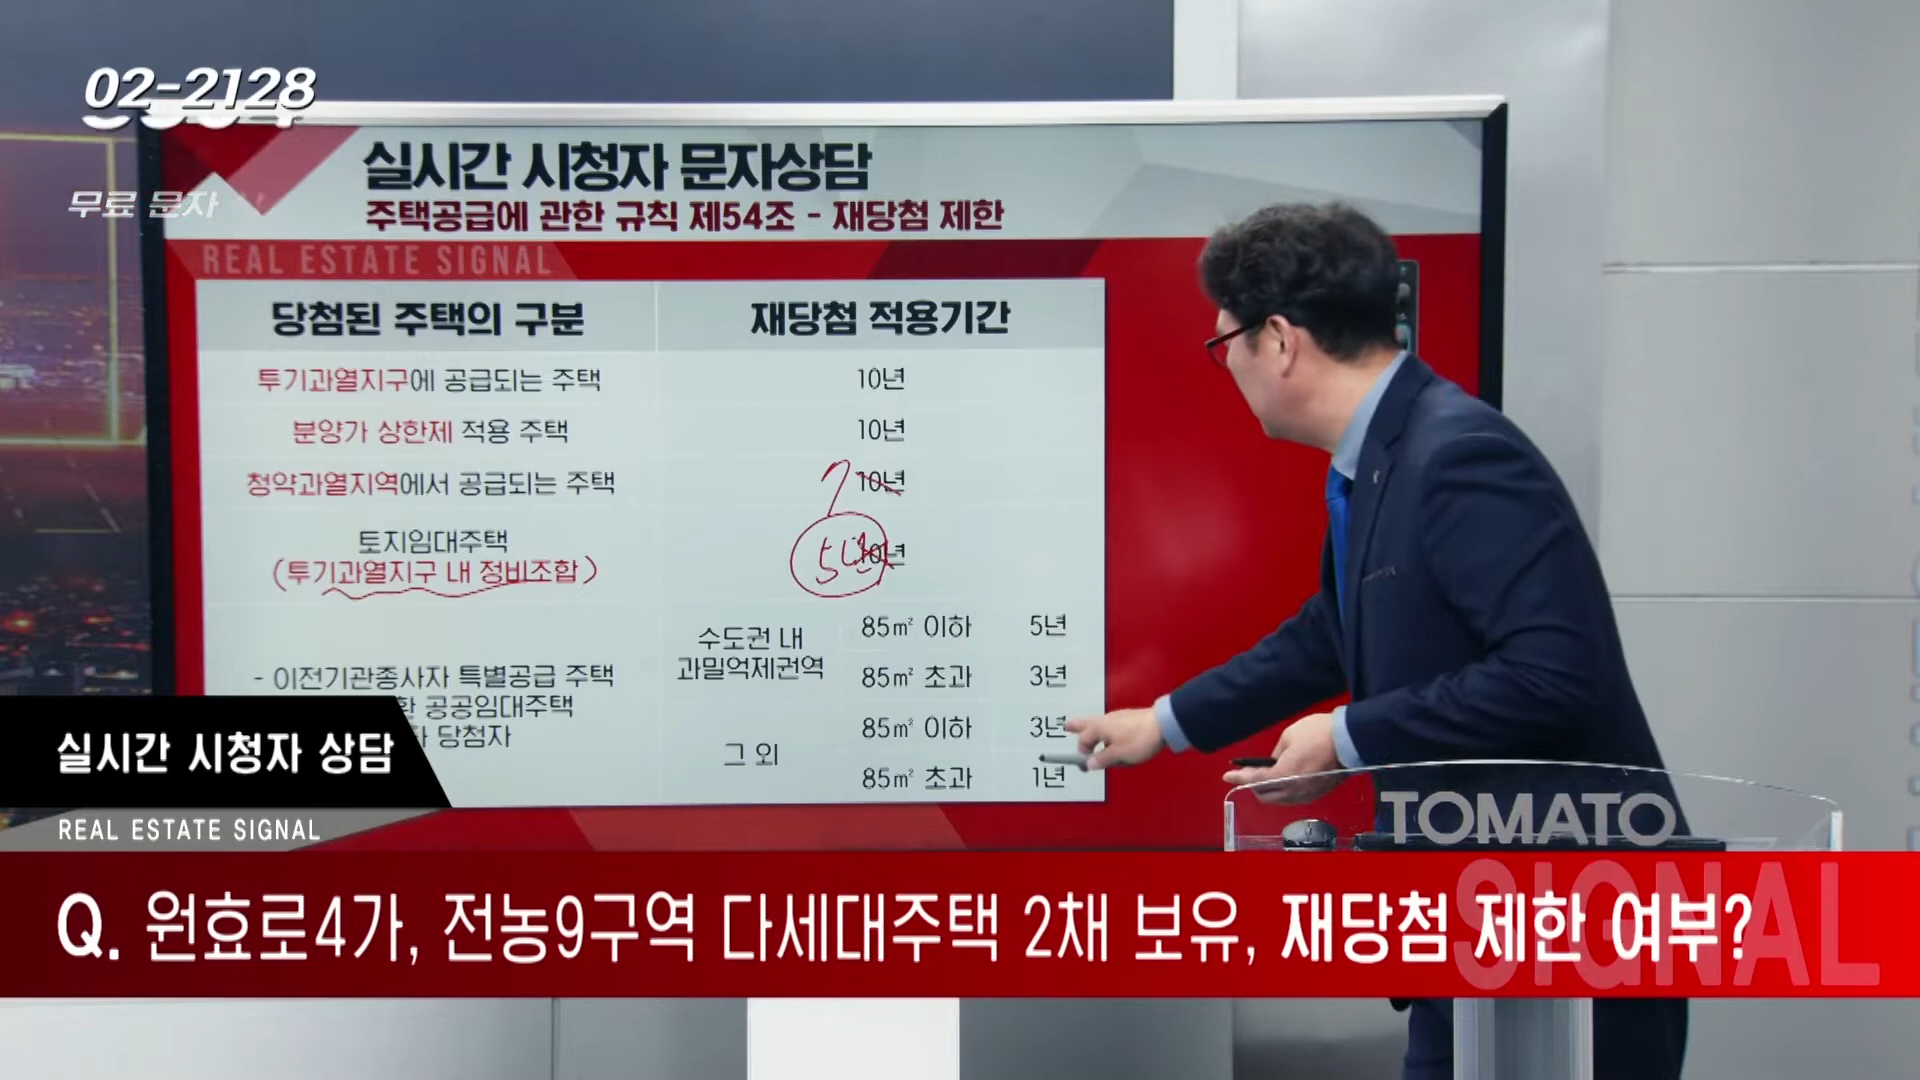 02-2128
무료 문자
실시간 시청자 문자상담
주택공급에 관한 규칙 제54조 - 재당첨 제한
REAL ESTATE SIGNAL
당첨된 주택의 구분 재당첨 적용기간
투기과열지구에 공급되는 주택 10년
분양가 상한제 적용 주택 10년
청약과열지역에서 공급되는 주택 7 10년
토지임대주택
(투기과열지구 내 정비조합) 5년 10년
- 이전기관종사자 특별공급 주택
공공임대주택
당첨자
수도권 내
과밀억제권역
85㎡ 이하 5년
85㎡ 초과 3년
그 외
85㎡ 이하 3년
85㎡ 초과 1년
실시간 시청자 상담
REAL ESTATE SIGNAL
TOMATO
SIGNAL
Q. 원효로4가, 전농9구역 다세대주택 2채 보유, 재당첨 제한 여부?